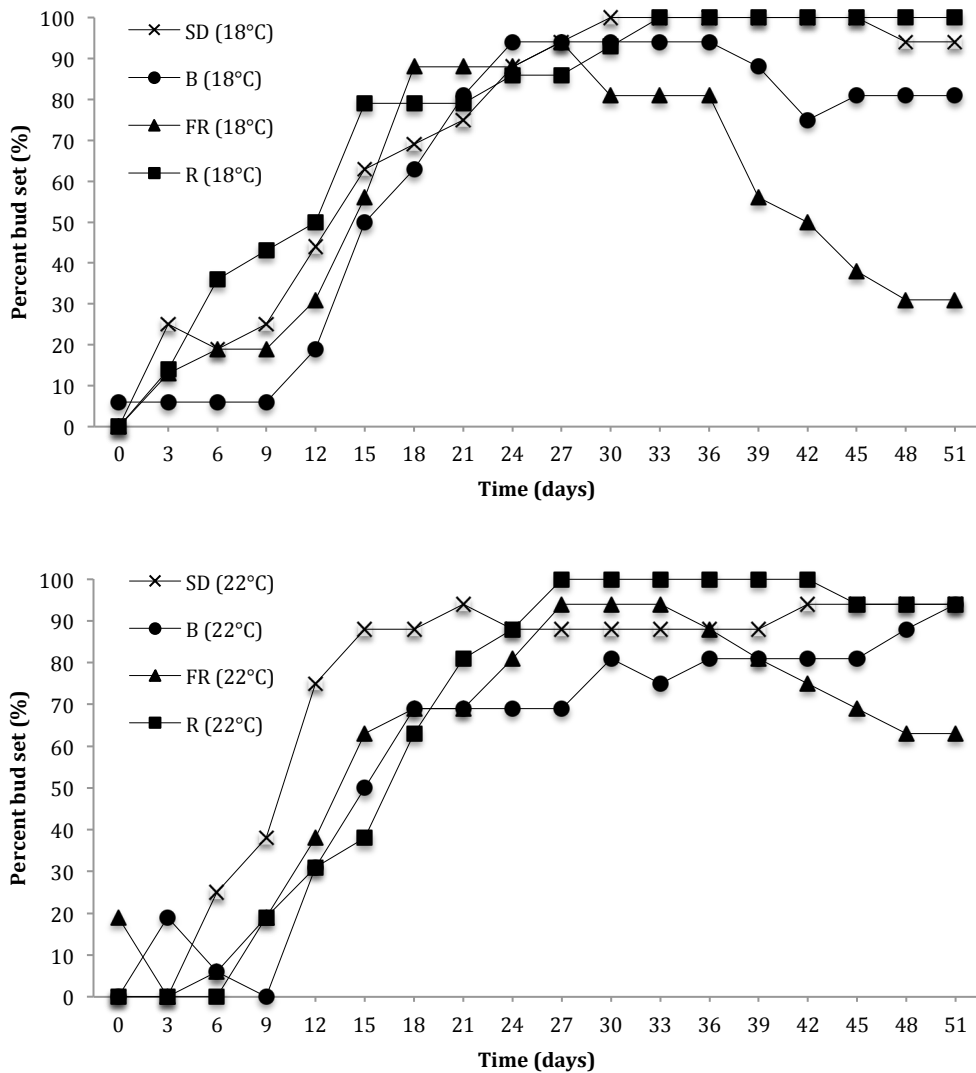 100
90
80
70
60
50
40
30
20
10
0
Percent bud set (%)
SD (18°C)
B (18°C)
FR (18°C)
R (18°C)
0 3 6 9 12 15 18 21 24 27 30 33 36 39 42 45 48 51
Time (days)
100
90
80
70
60
50
40
30
20
10
0
Percent bud set (%)
SD (22°C)
B (22°C)
FR (22°C)
R (22°C)
0 3 6 9 12 15 18 21 24 27 30 33 36 39 42 45 48 51
Time (days)